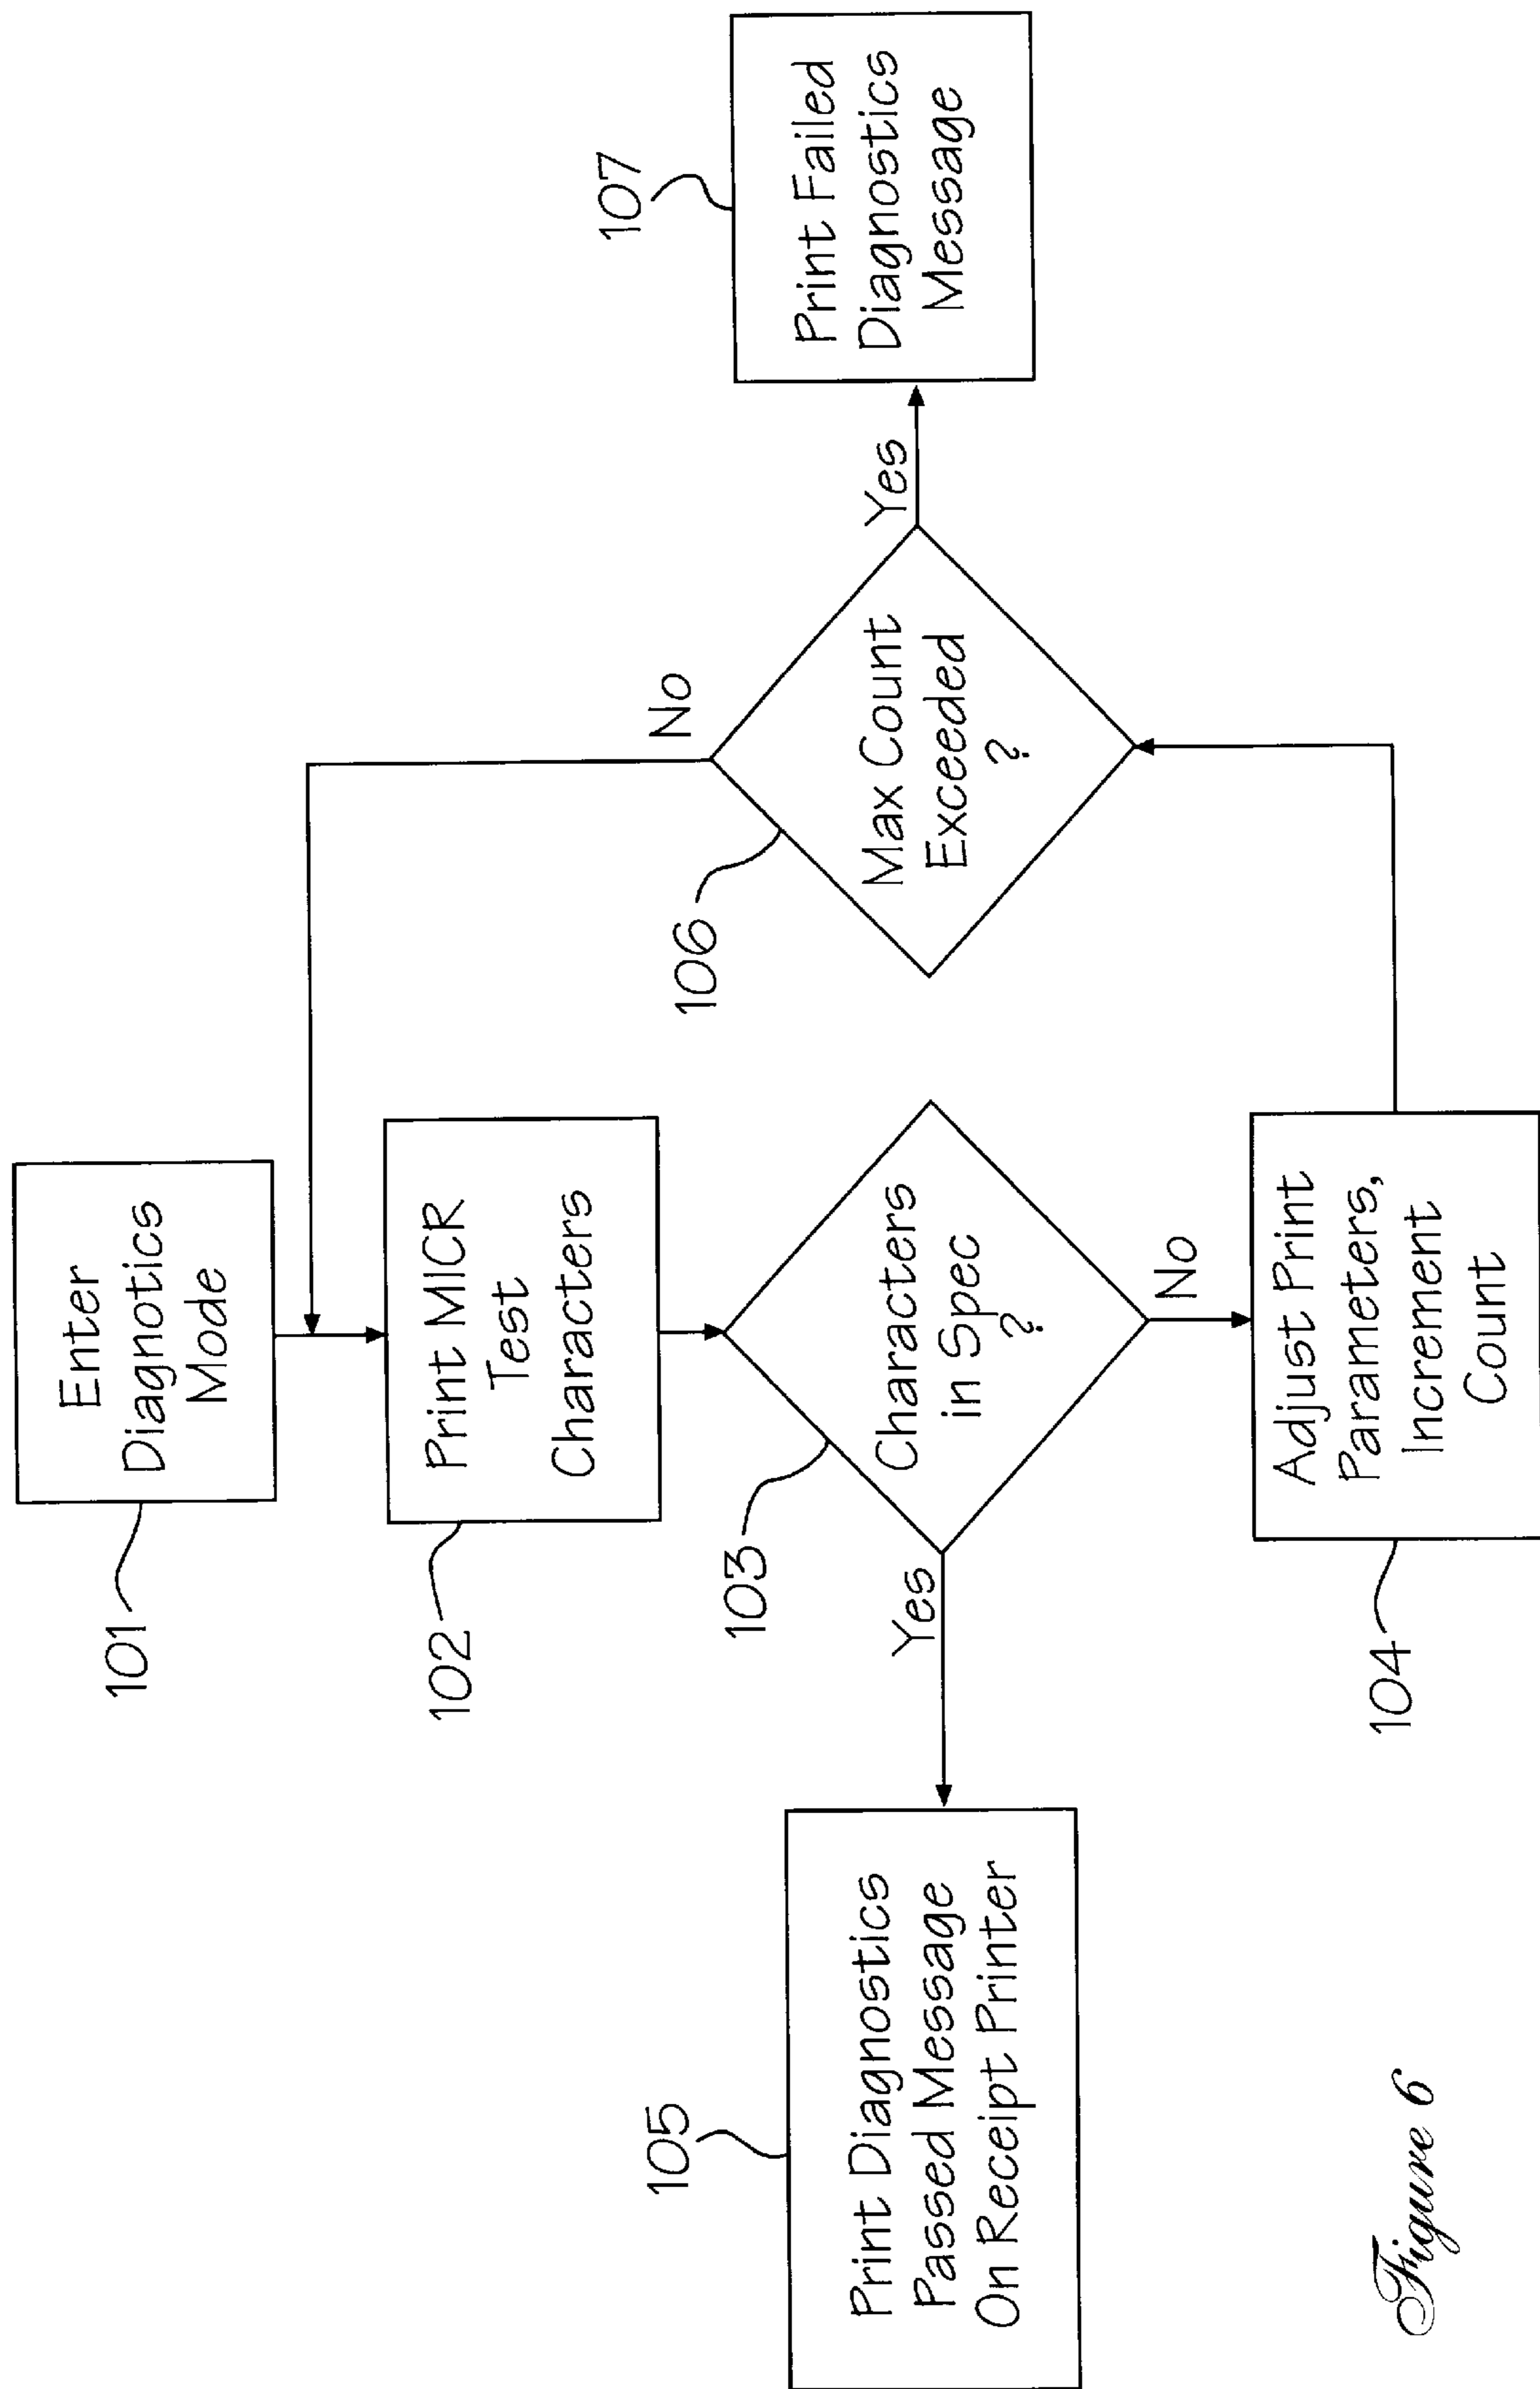 101
Enter
Diagnotics
Mode
102
Print MICR
Test
Characters
103
Characters
in Spec
?
Yes
No
105
Print Diagnostics
Passed Message
On Receipt Printer
104
Adjust Print
Parameters,
Increment
Count
106
Max Count
Exceeded
?
No
Yes
107
Print Failed
Diagnostics
Message
Figure 6